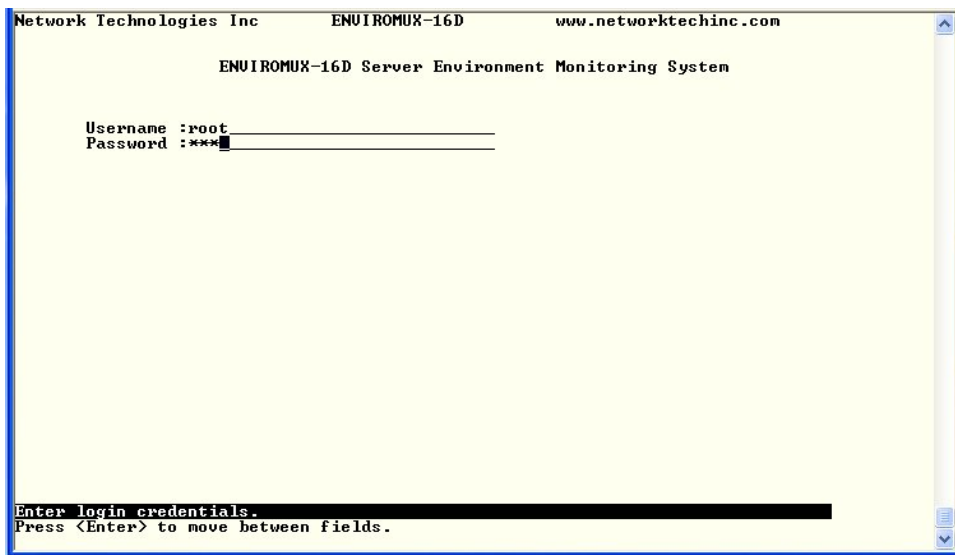 Network Technologies Inc ENVIROMUX-16D www.networktechinc.com
ENVIROMUX-16D Server Environment Monitoring System
Username :root
Password :***
Enter login credentials.
Press <Enter> to move between fields.